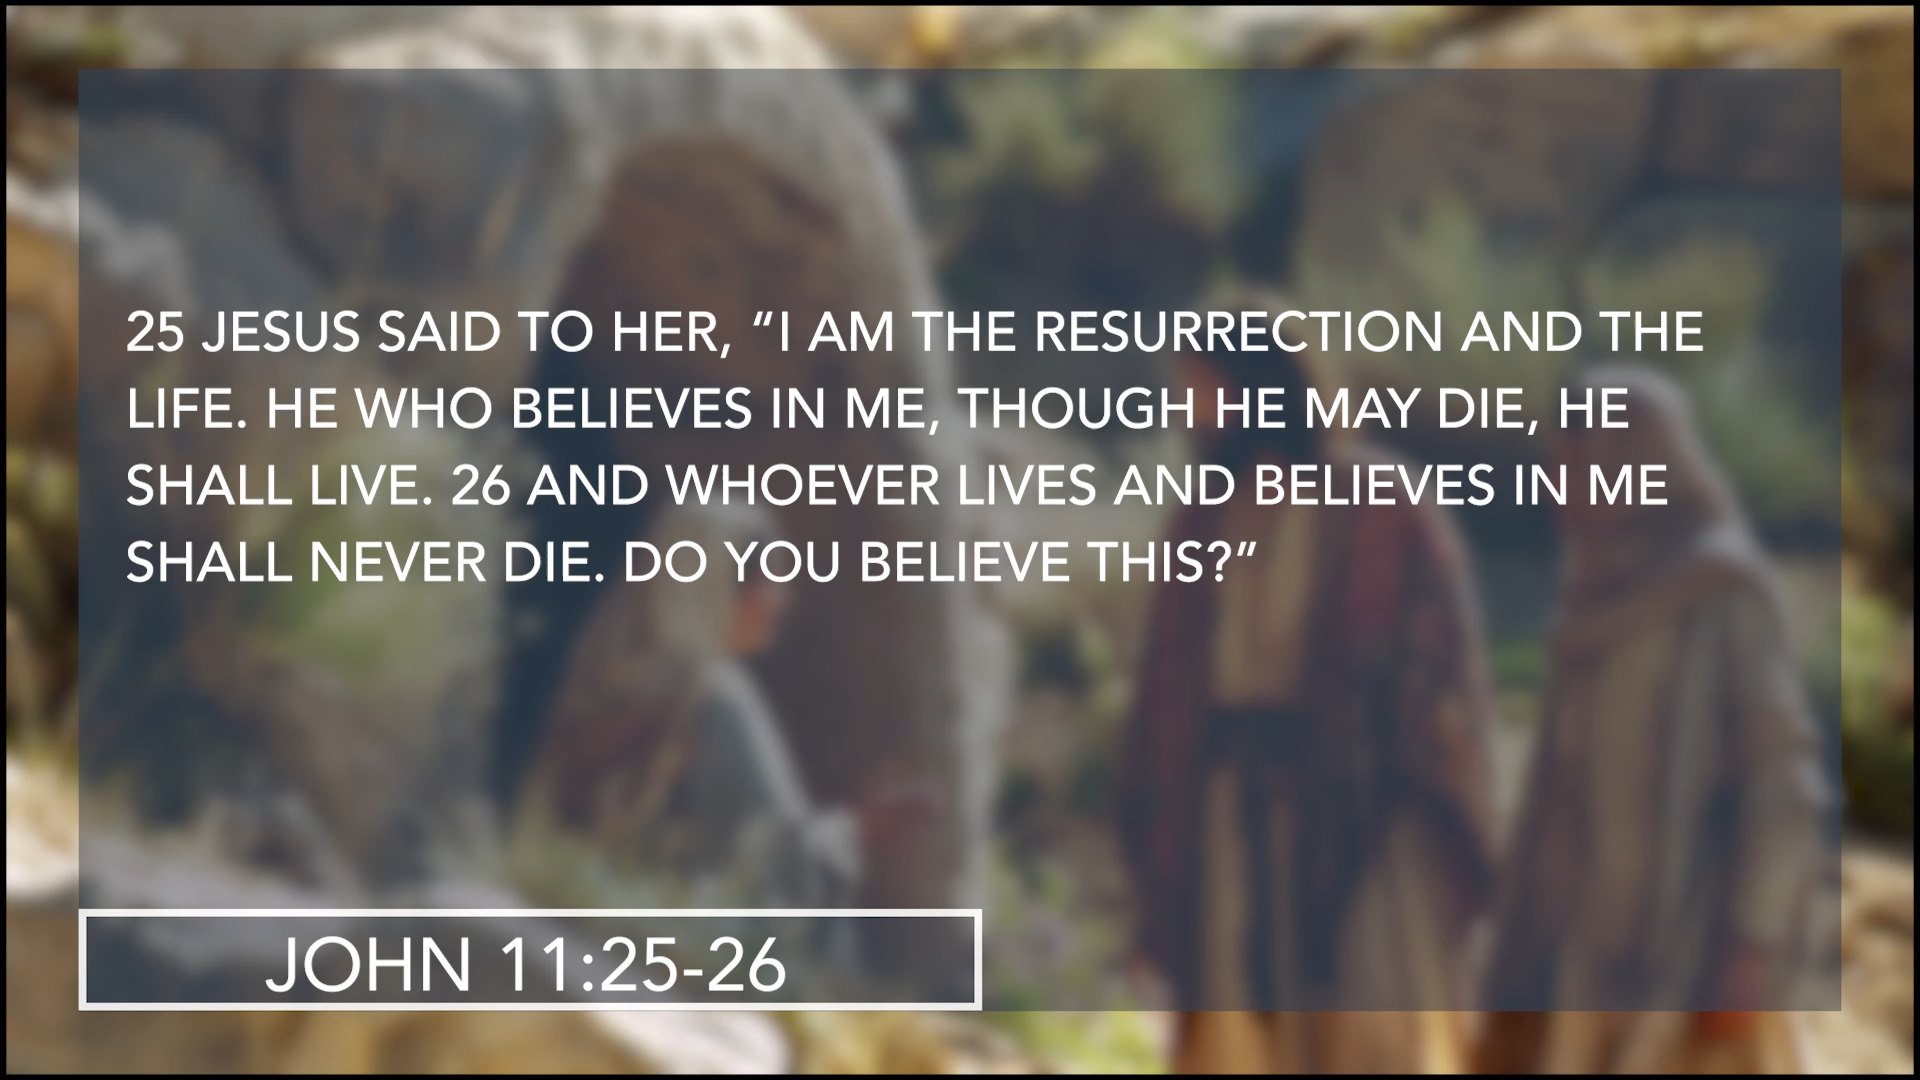 25 JESUS SAID TO HER, “I AM THE RESURRECTION AND THE
LIFE. HE WHO BELIEVES IN ME, THOUGH HE MAY DIE, HE
SHALL LIVE. 26 AND WHOEVER LIVES AND BELIEVES IN ME
SHALL NEVER DIE. DO YOU BELIEVE THIS?”
JOHN 11:25-26